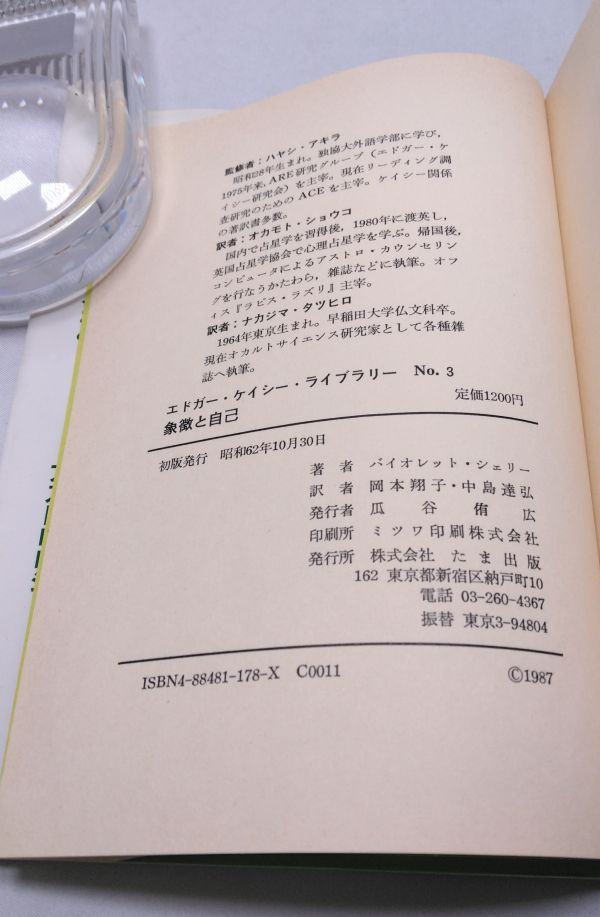 監修者：ハヤシ・アキラ
昭和28年生まれ。独協大外語学部に学び，
1975年来，ARE研究グループ（エドガー・ケ
イシー研究会）を主宰。現在リーディング調
査研究のための ACE を主宰。ケイシー関係
の著訳書多数。
訳者：オカモト・ショウコ
国内で占星学を習得後，1980年に渡英し，
英国占星学協会で心理占星学を学ぶ。帰国後，
コンピュータによるアストロ・カウンセリン
グを行なうかたわら，雑誌などに執筆。オフ
ィス『ラピス・ラズリ』主宰。
訳者：ナカジマ・タツヒロ
1964年東京生まれ。早稲田大学仏文科卒。
現在オカルトサイエンス研究家として各種雑
誌へ執筆。
エドガー・ケイシー・ライブラリー No. 3
象徴と自己
定価1200円
初版発行 昭和62年10月30日
著者 バイオレット・シェリー
訳者 岡本翔子・中島達弘
発行者 瓜谷侑広
印刷所 ミツワ印刷株式会社
発行所 株式会社 たま出版
162 東京都新宿区納戸町10
電話 03-260-4367
振替 東京3-94804
ISBN4-88481-178-X C0011
©1987